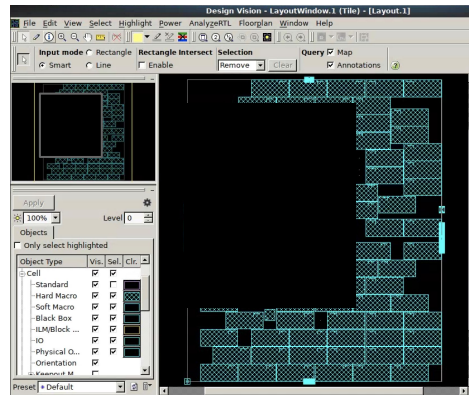 Design Vision - LayoutWindow.1 (Tile) - [Layout.1]
File Edit View Select Highlight Power AnalyzeRTL Floorplan Window Help
Input mode Rectangle Rectangle Intersect Selection Query Map
Smart Line Enable Remove Clear Annotations
Apply
100% Level 0
Objects
Only select highlighted
Object Type Vis. Sel. Clr.
Cell
Standard
Hard Macro
Soft Macro
Black Box
ILM/Block ...
IO
Physical O...
Orientation
Keepout M
Preset Default